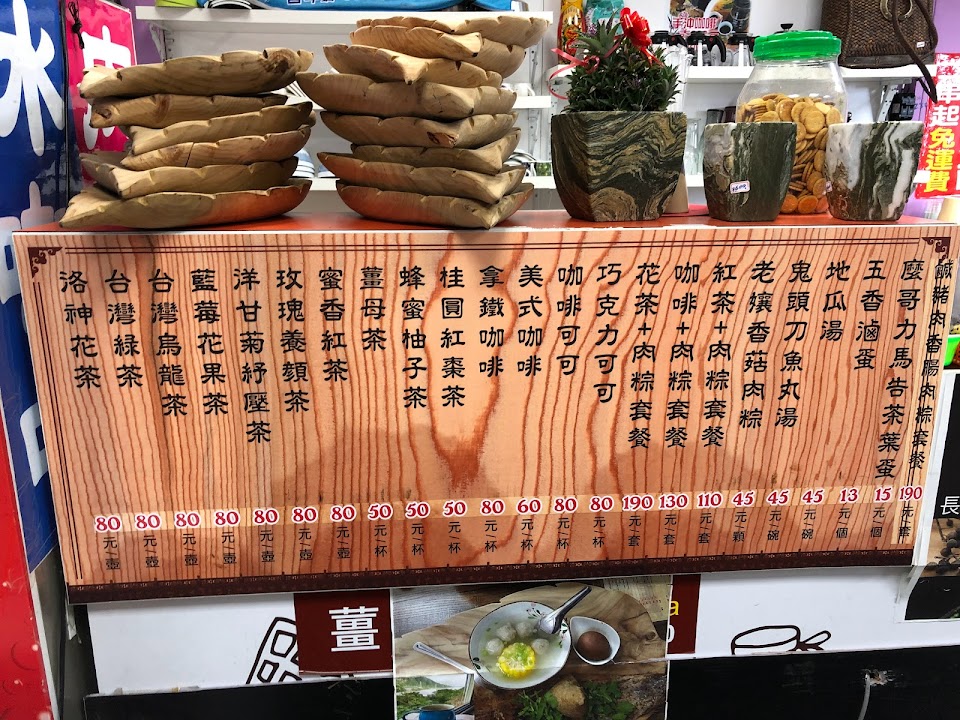 手沖咖啡
起免運費
水
鹹豬肉香腸肉粽套餐 190元/套
麼哥力馬告茶葉蛋 15元/個
五香滷蛋 13元/個
地瓜湯 45元/碗
鬼頭刀魚丸湯 45元/碗
老孃香菇肉粽 45元/顆
紅茶+肉粽套餐 110元/套
咖啡+肉粽套餐 130元/套
花茶+肉粽套餐 190元/套
巧克力可可 80元/杯
咖啡可可 80元/杯
美式咖啡 60元/杯
拿鐵咖啡 80元/杯
桂圓紅棗茶 50元/杯
蜂蜜柚子茶 50元/杯
薑母茶 50元/杯
蜜香紅茶 80元/壺
玫瑰養顏茶 80元/壺
洋甘菊紓壓茶 80元/壺
藍莓花果茶 80元/壺
台灣烏龍茶 80元/壺
台灣綠茶 80元/壺
洛神花茶 80元/壺
長
薑